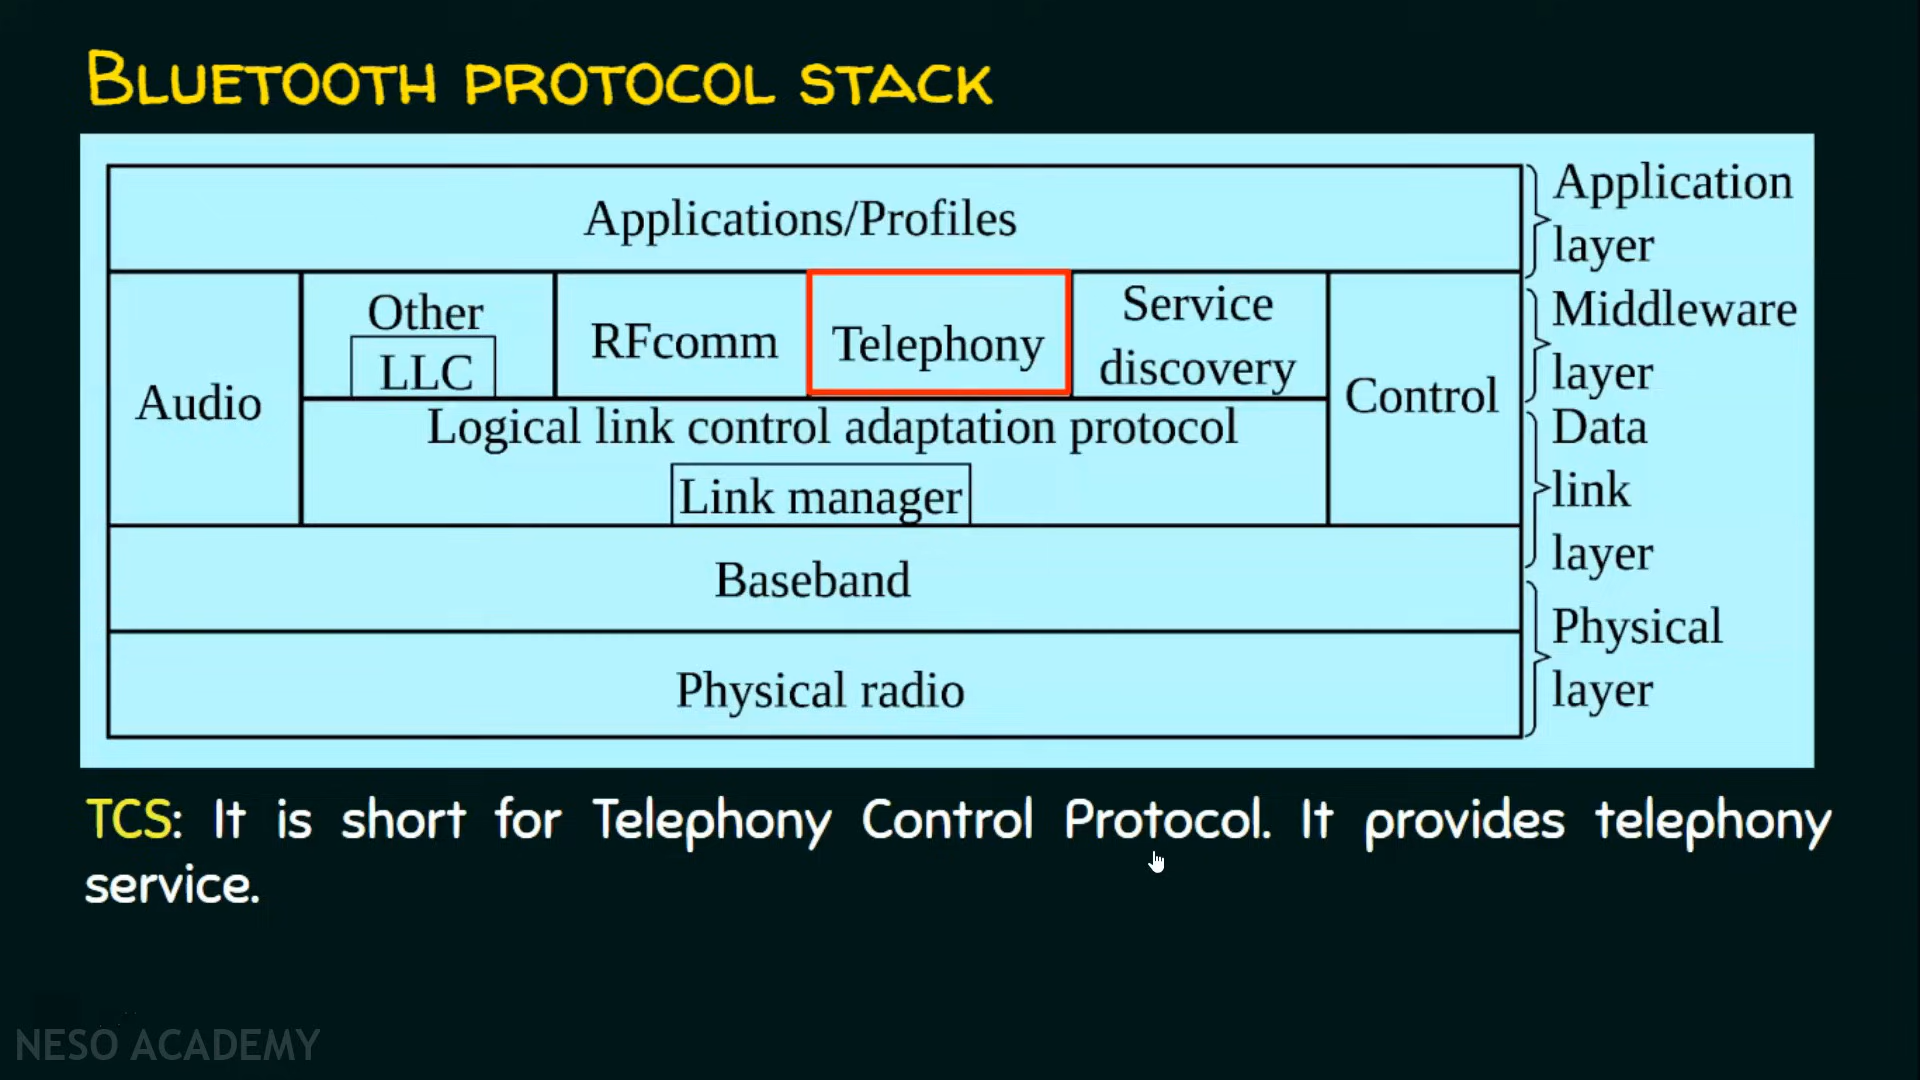 BLUETOOTH PROTOCOL STACK
Applications/Profiles
Application
layer
Audio
Other
LLC
RFcomm
Telephony
Service
discovery
Control
Middleware
layer
Logical link control adaptation protocol
Link manager
Data
link
layer
Baseband
Physical radio
Physical
layer
TCS: It is short for Telephony Control Protocol. It provides telephony
service.
NESO ACADEMY